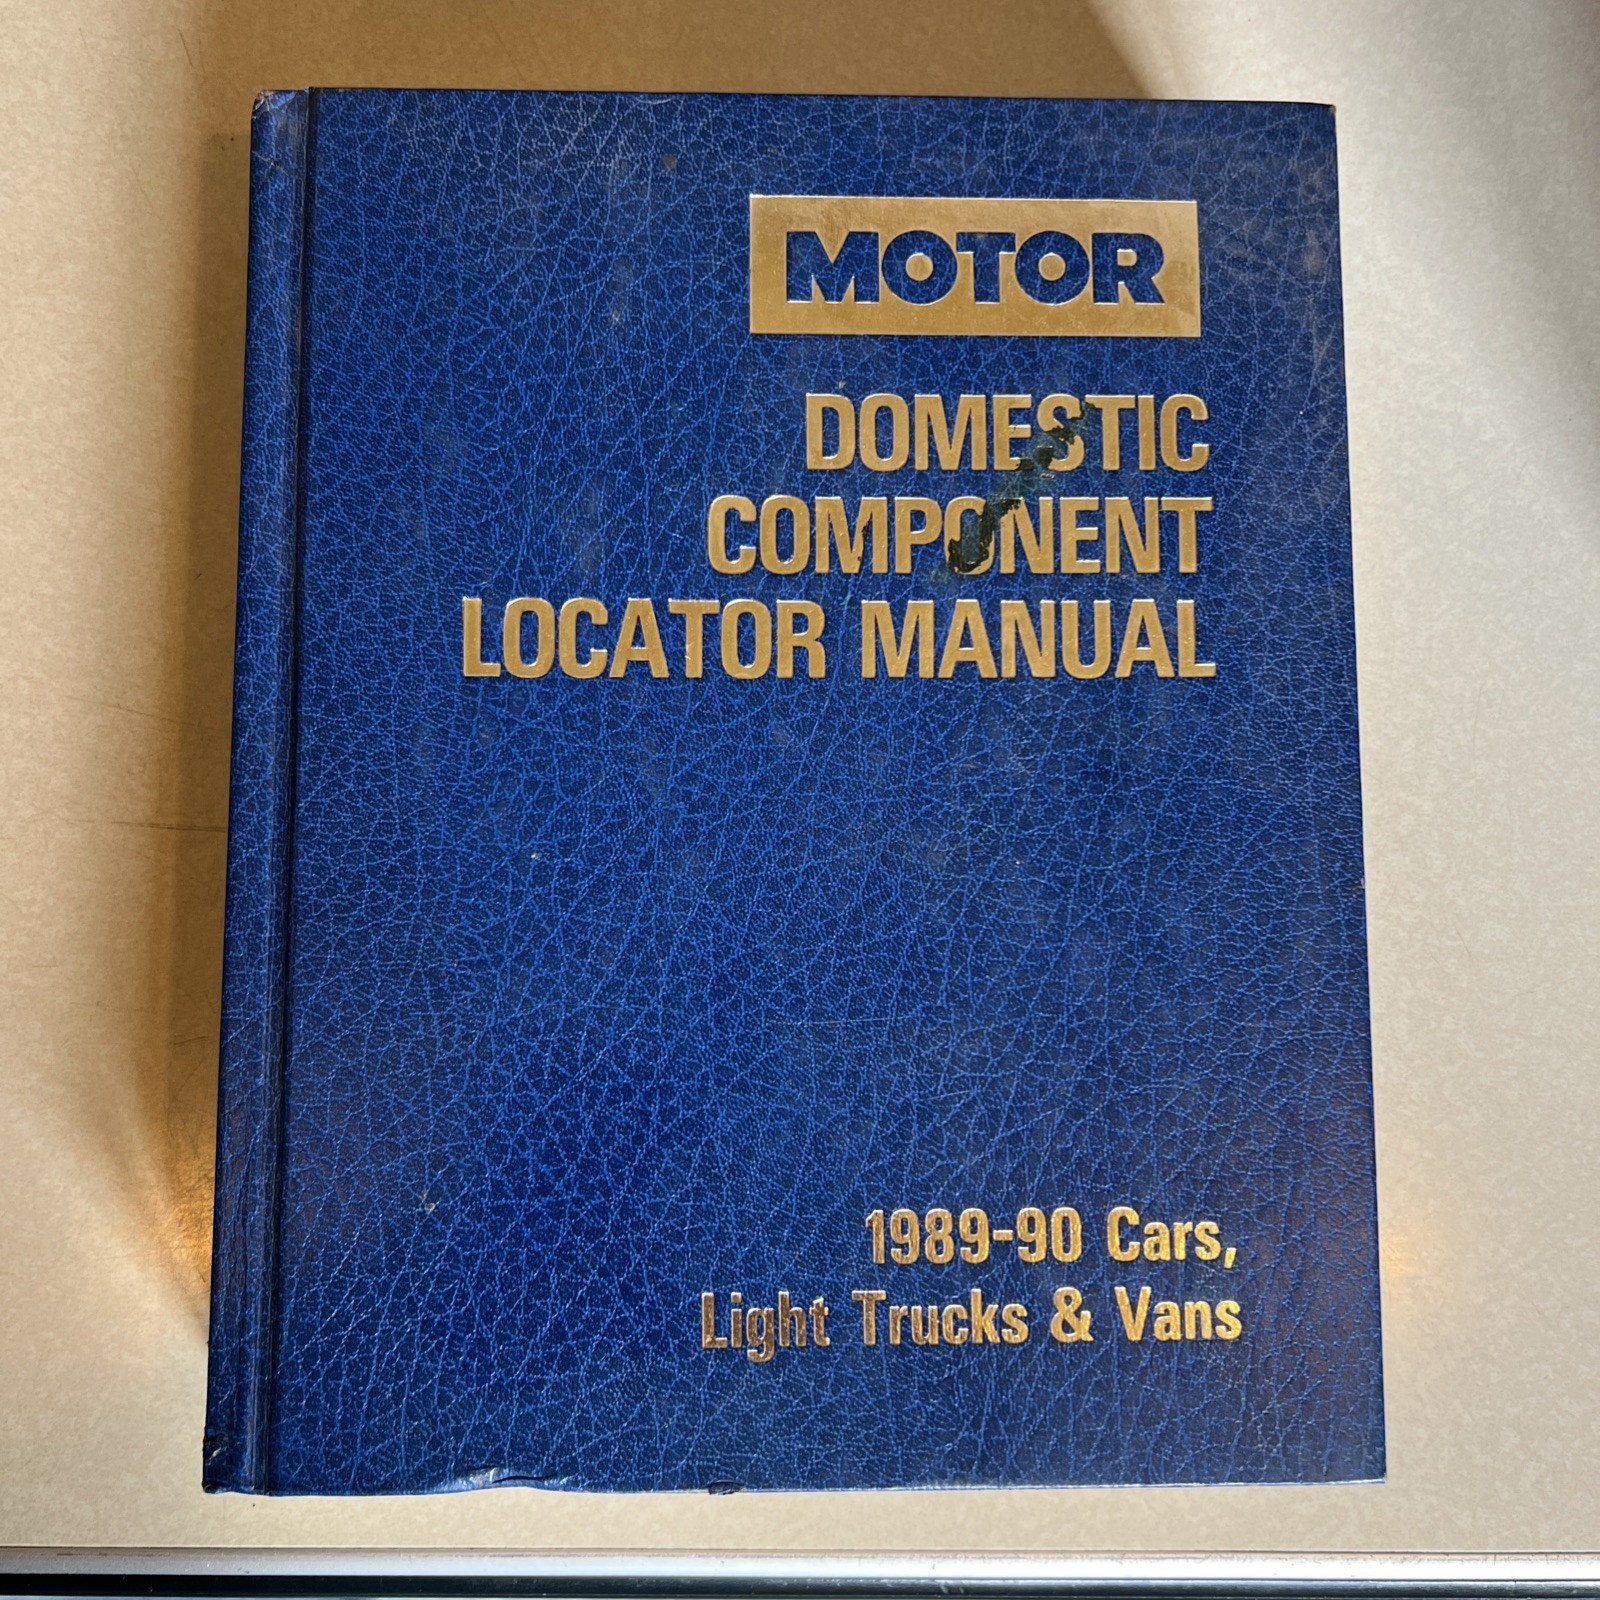 MOTOR
DOMESTIC
COMPONENT
LOCATOR MANUAL
1989-90 Cars,
Light Trucks & Vans